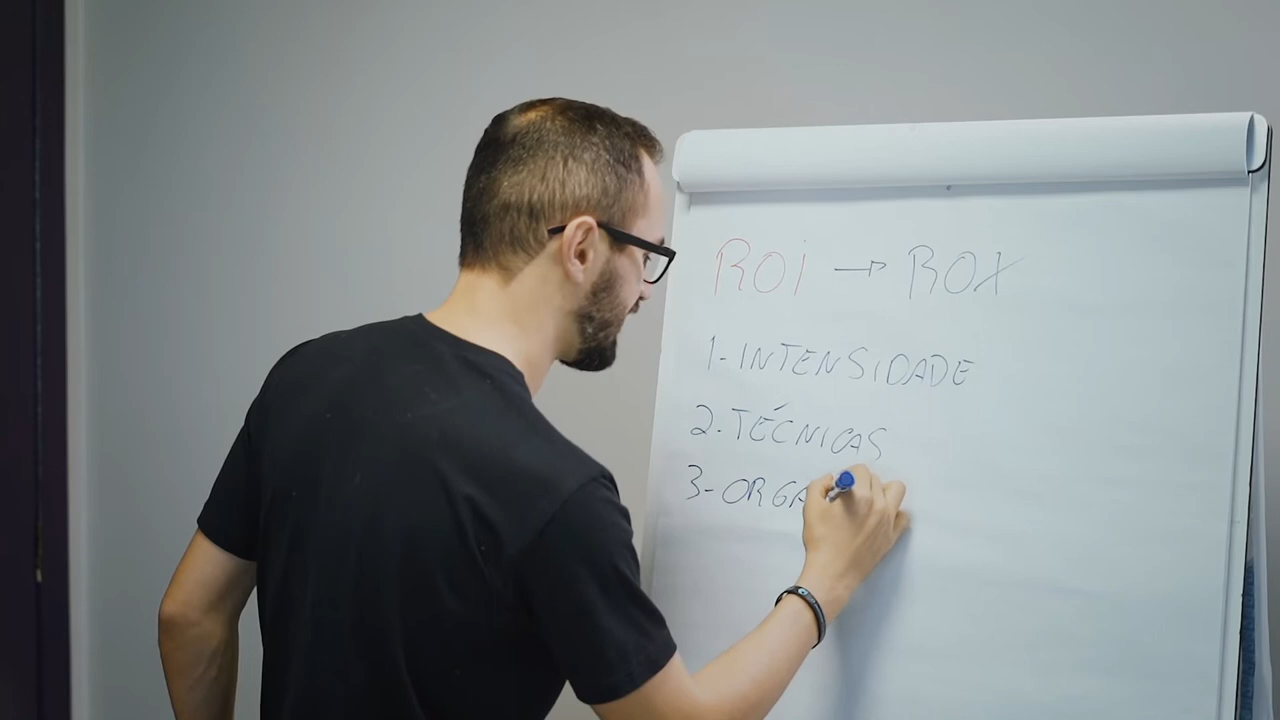 ROI → ROX
1-INTENSIDADE
2.TÉCNICAS
3-ORGA